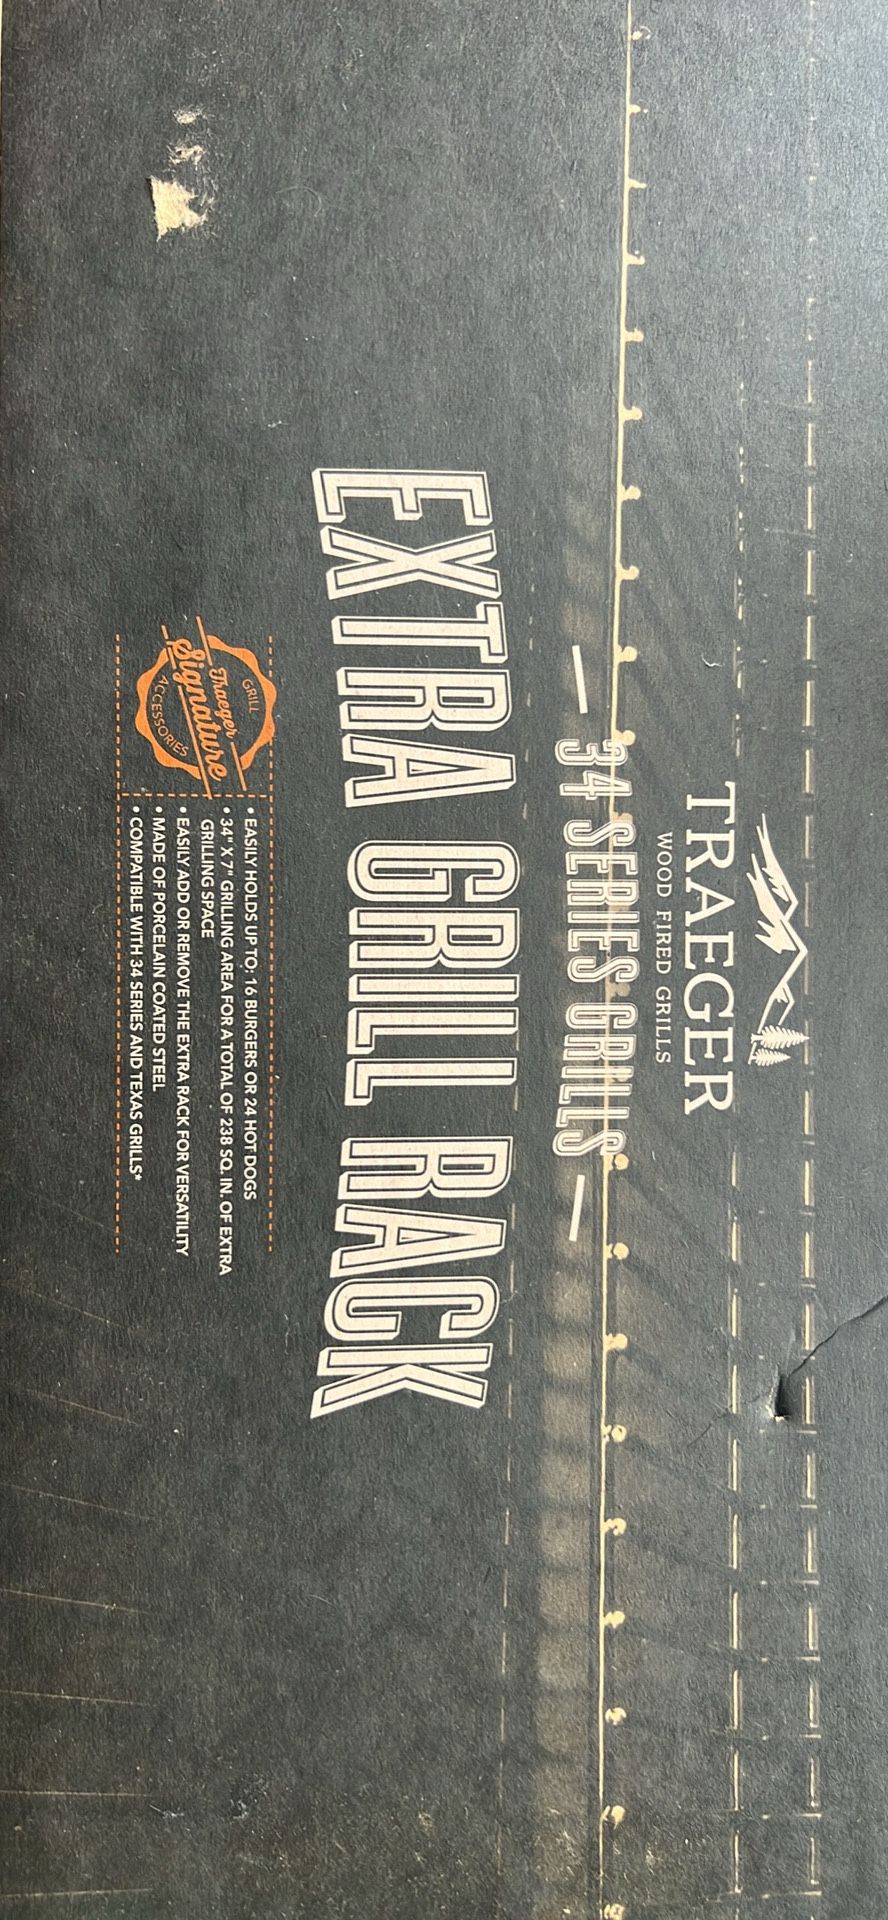 TRAEGER
WOOD FIRED GRILLS
34 SERIES GRILLS
EXTRA GRILL RACK
GRILL
Traeger
Signature
ACCESSORIES
• EASILY HOLDS UP TO: 16 BURGERS OR 24 HOT DOGS
• 34" X 7" GRILLING AREA FOR A TOTAL OF 238 SQ. IN. OF EXTRA
GRILLING SPACE
• EASILY ADD OR REMOVE THE EXTRA RACK FOR VERSATILITY
• MADE OF PORCELAIN COATED STEEL
• COMPATIBLE WITH 34 SERIES AND TEXAS GRILLS*